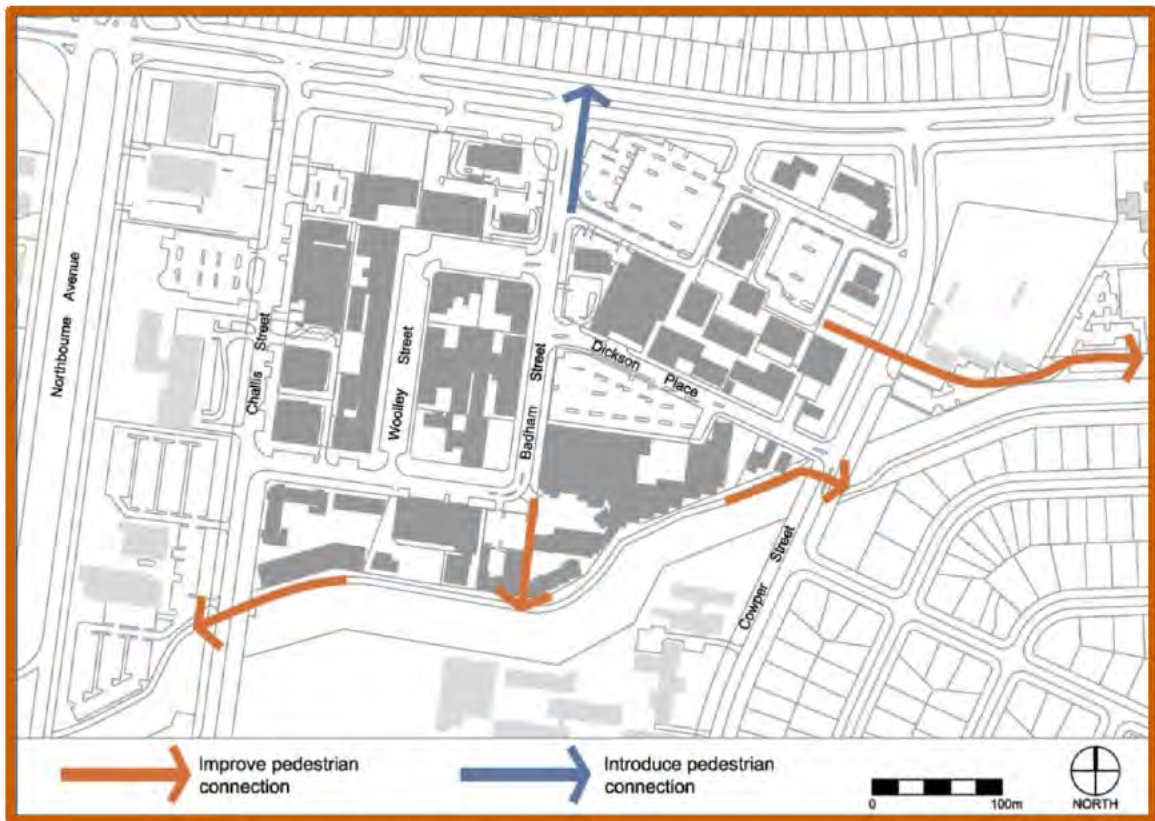 Northbourne Avenue
Challis Street
Woolley Street
Badham Street
Dickson Place
Cowper Street
Improve pedestrian
connection
Introduce pedestrian
connection
0 100m
NORTH